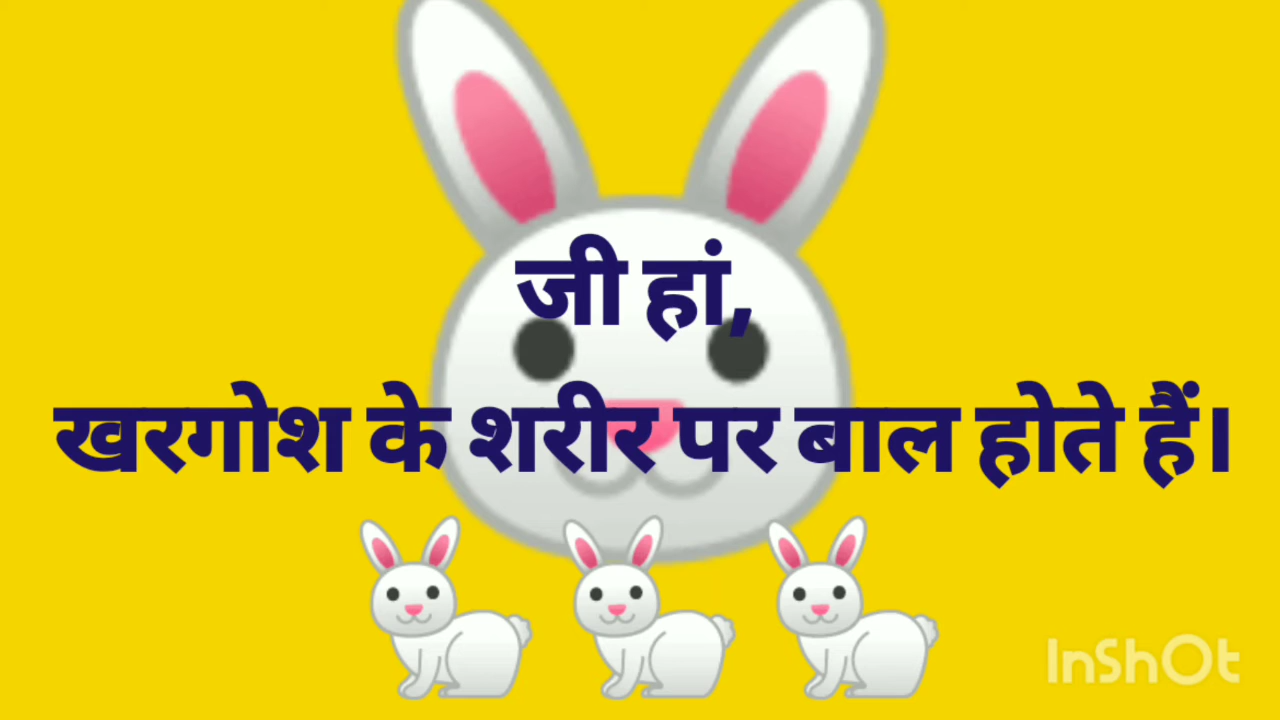 जी हां,
खरगोश के शरीर पर बाल होते हैं।
InShOt